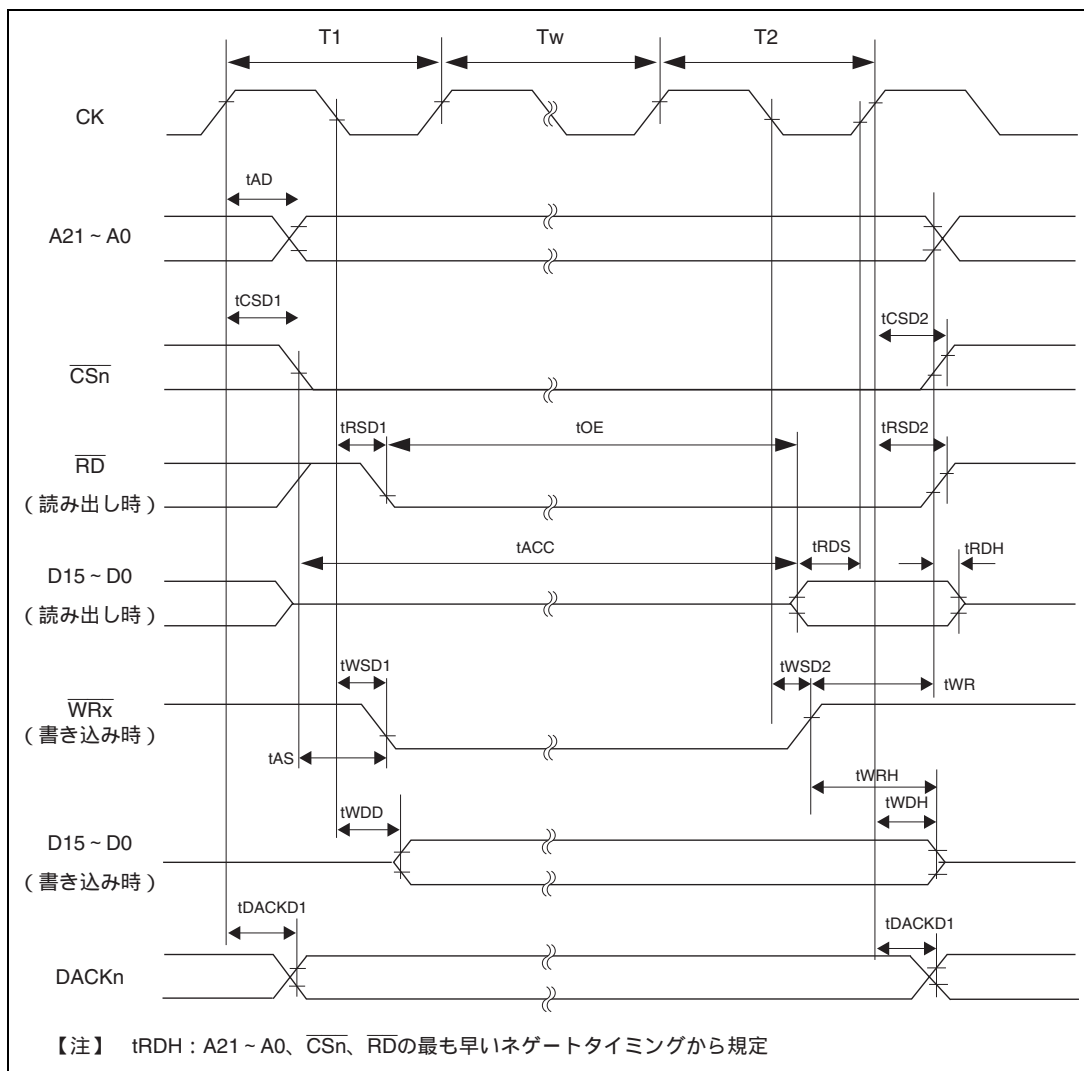 T1 Tw T2
CK
tAD
A21 ~ A0
tCSD1 tCSD2
CSn
tRSD1 tOE tRSD2
RD
（読み出し時）
tACC tRDS tRDH
D15 ~ D0
（読み出し時）
tWSD1 tWSD2 tWR
WRx
（書き込み時）
tAS
tWRH
tWDD tWDH
D15 ~ D0
（書き込み時）
tDACKD1 tDACKD1
DACKn
【注】 tRDH：A21 ~ A0、CSn、RDの最も早いネゲートタイミングから規定